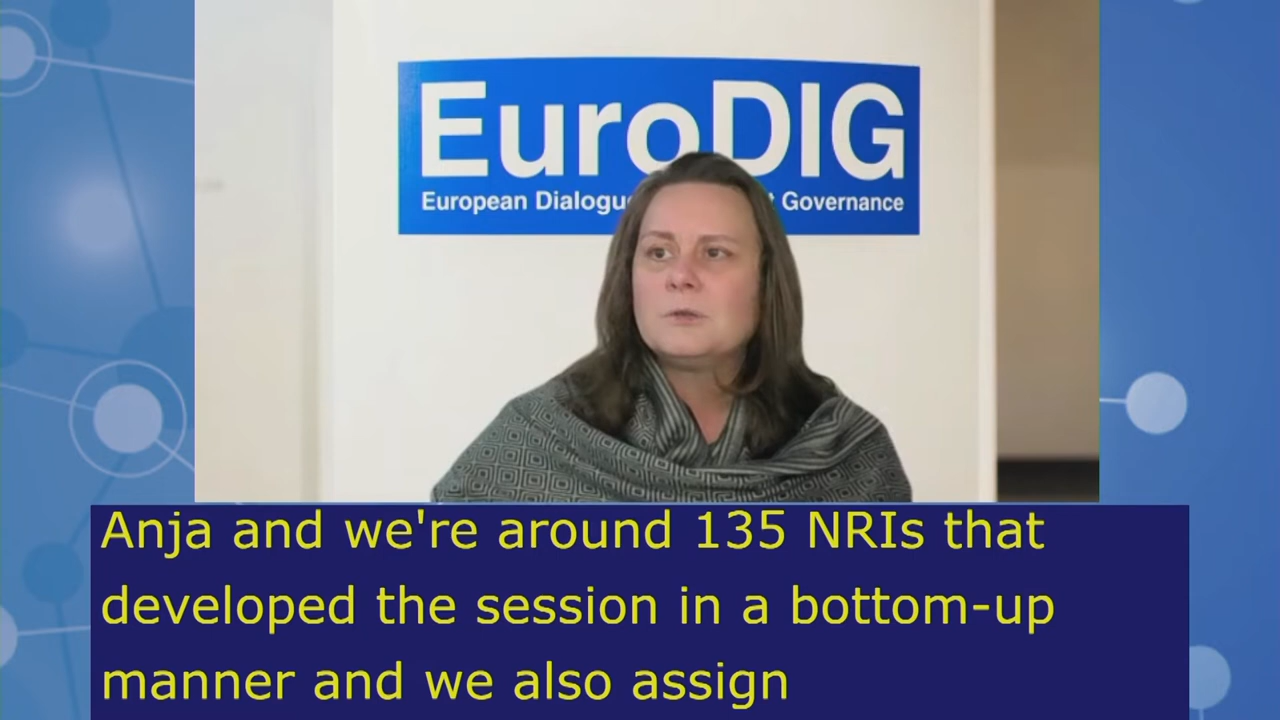 EuroDIG
European Dialogu t Governance
Anja and we're around 135 NRIs that
developed the session in a bottom-up
manner and we also assign